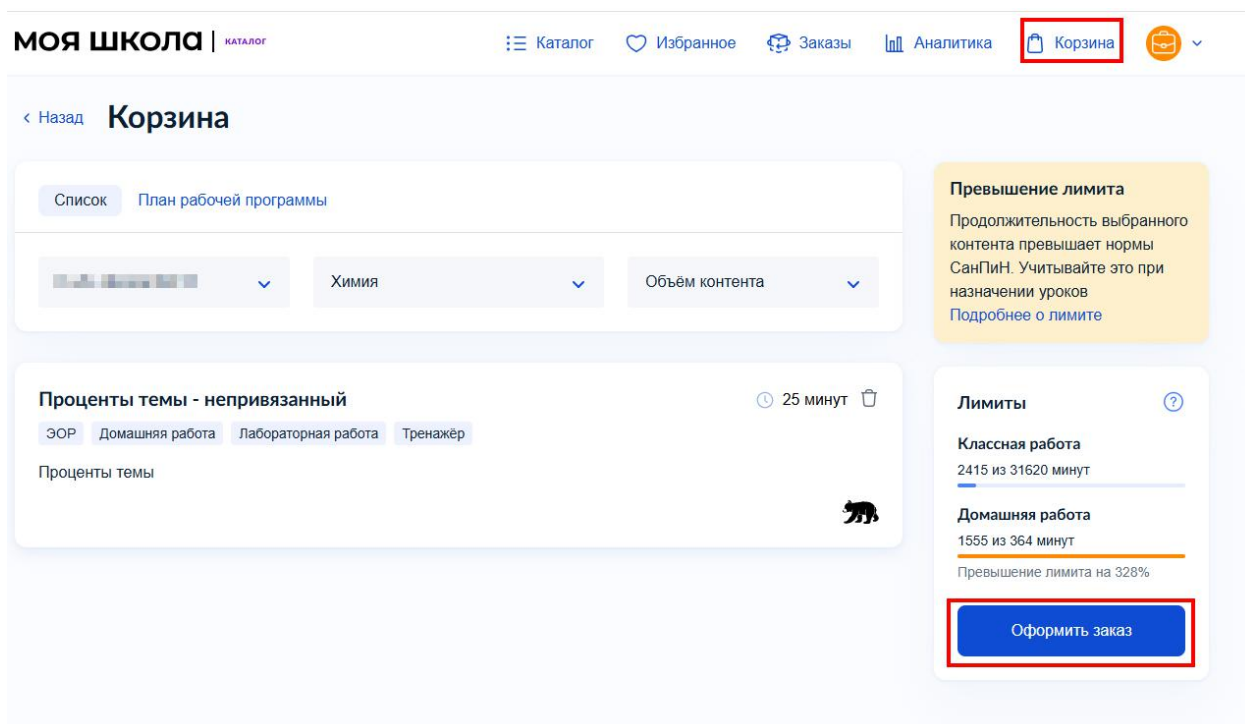 МОЯ ШКОЛА | КАТАЛОГ
Каталог
Избранное
Заказы
Аналитика
Корзина
Назад
Корзина
Список
План рабочей программы
Химия
Объём контента
Проценты темы - непривязанный
25 минут
ЭОР
Домашняя работа
Лабораторная работа
Тренажёр
Проценты темы
Превышение лимита
Продолжительность выбранного
контента превышает нормы
СанПиН. Учитывайте это при
назначении уроков
Подробнее о лимите
Лимиты
?
Классная работа
2415 из 31620 минут
Домашняя работа
1555 из 364 минут
Превышение лимита на 328%
Оформить заказ